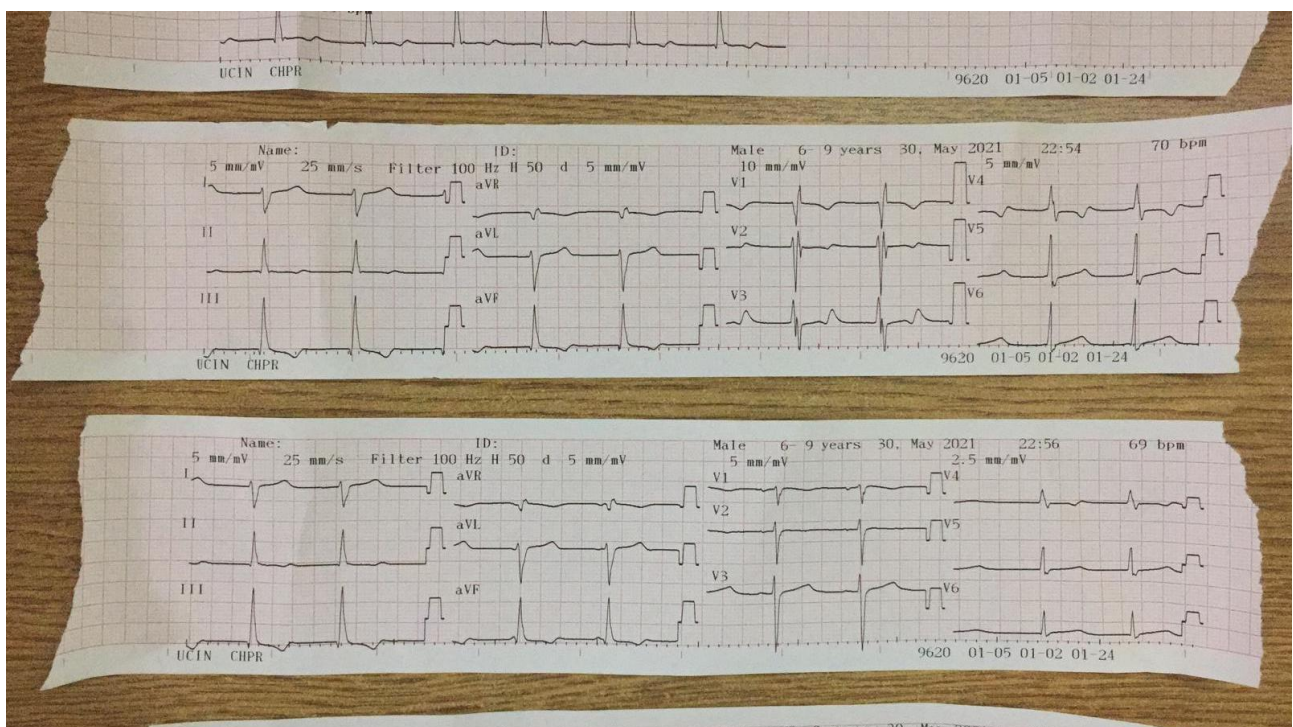 UCIN CHPR 9620 01-05 01-02 01-24
Name: ID: Male 6- 9 years 30, May 2021 22:54 70 bpm
5 mm/mV 25 mm/s Filter 100 Hz H 50 d 5 mm/mV 10 mm/mV 5 mm/mV
I aVR V1 V4
II aVL V2 V5
III aVF V3 V6
UCIN CHPR 9620 01-05 01-02 01-24
Name: ID: Male 6- 9 years 30, May 2021 22:56 69 bpm
5 mm/mV 25 mm/s Filter 100 Hz H 50 d 5 mm/mV 5 mm/mV 2.5 mm/mV
I aVR V1 V4
II aVL V2 V5
III aVF V3 V6
UCIN CHPR 9620 01-05 01-02 01-24